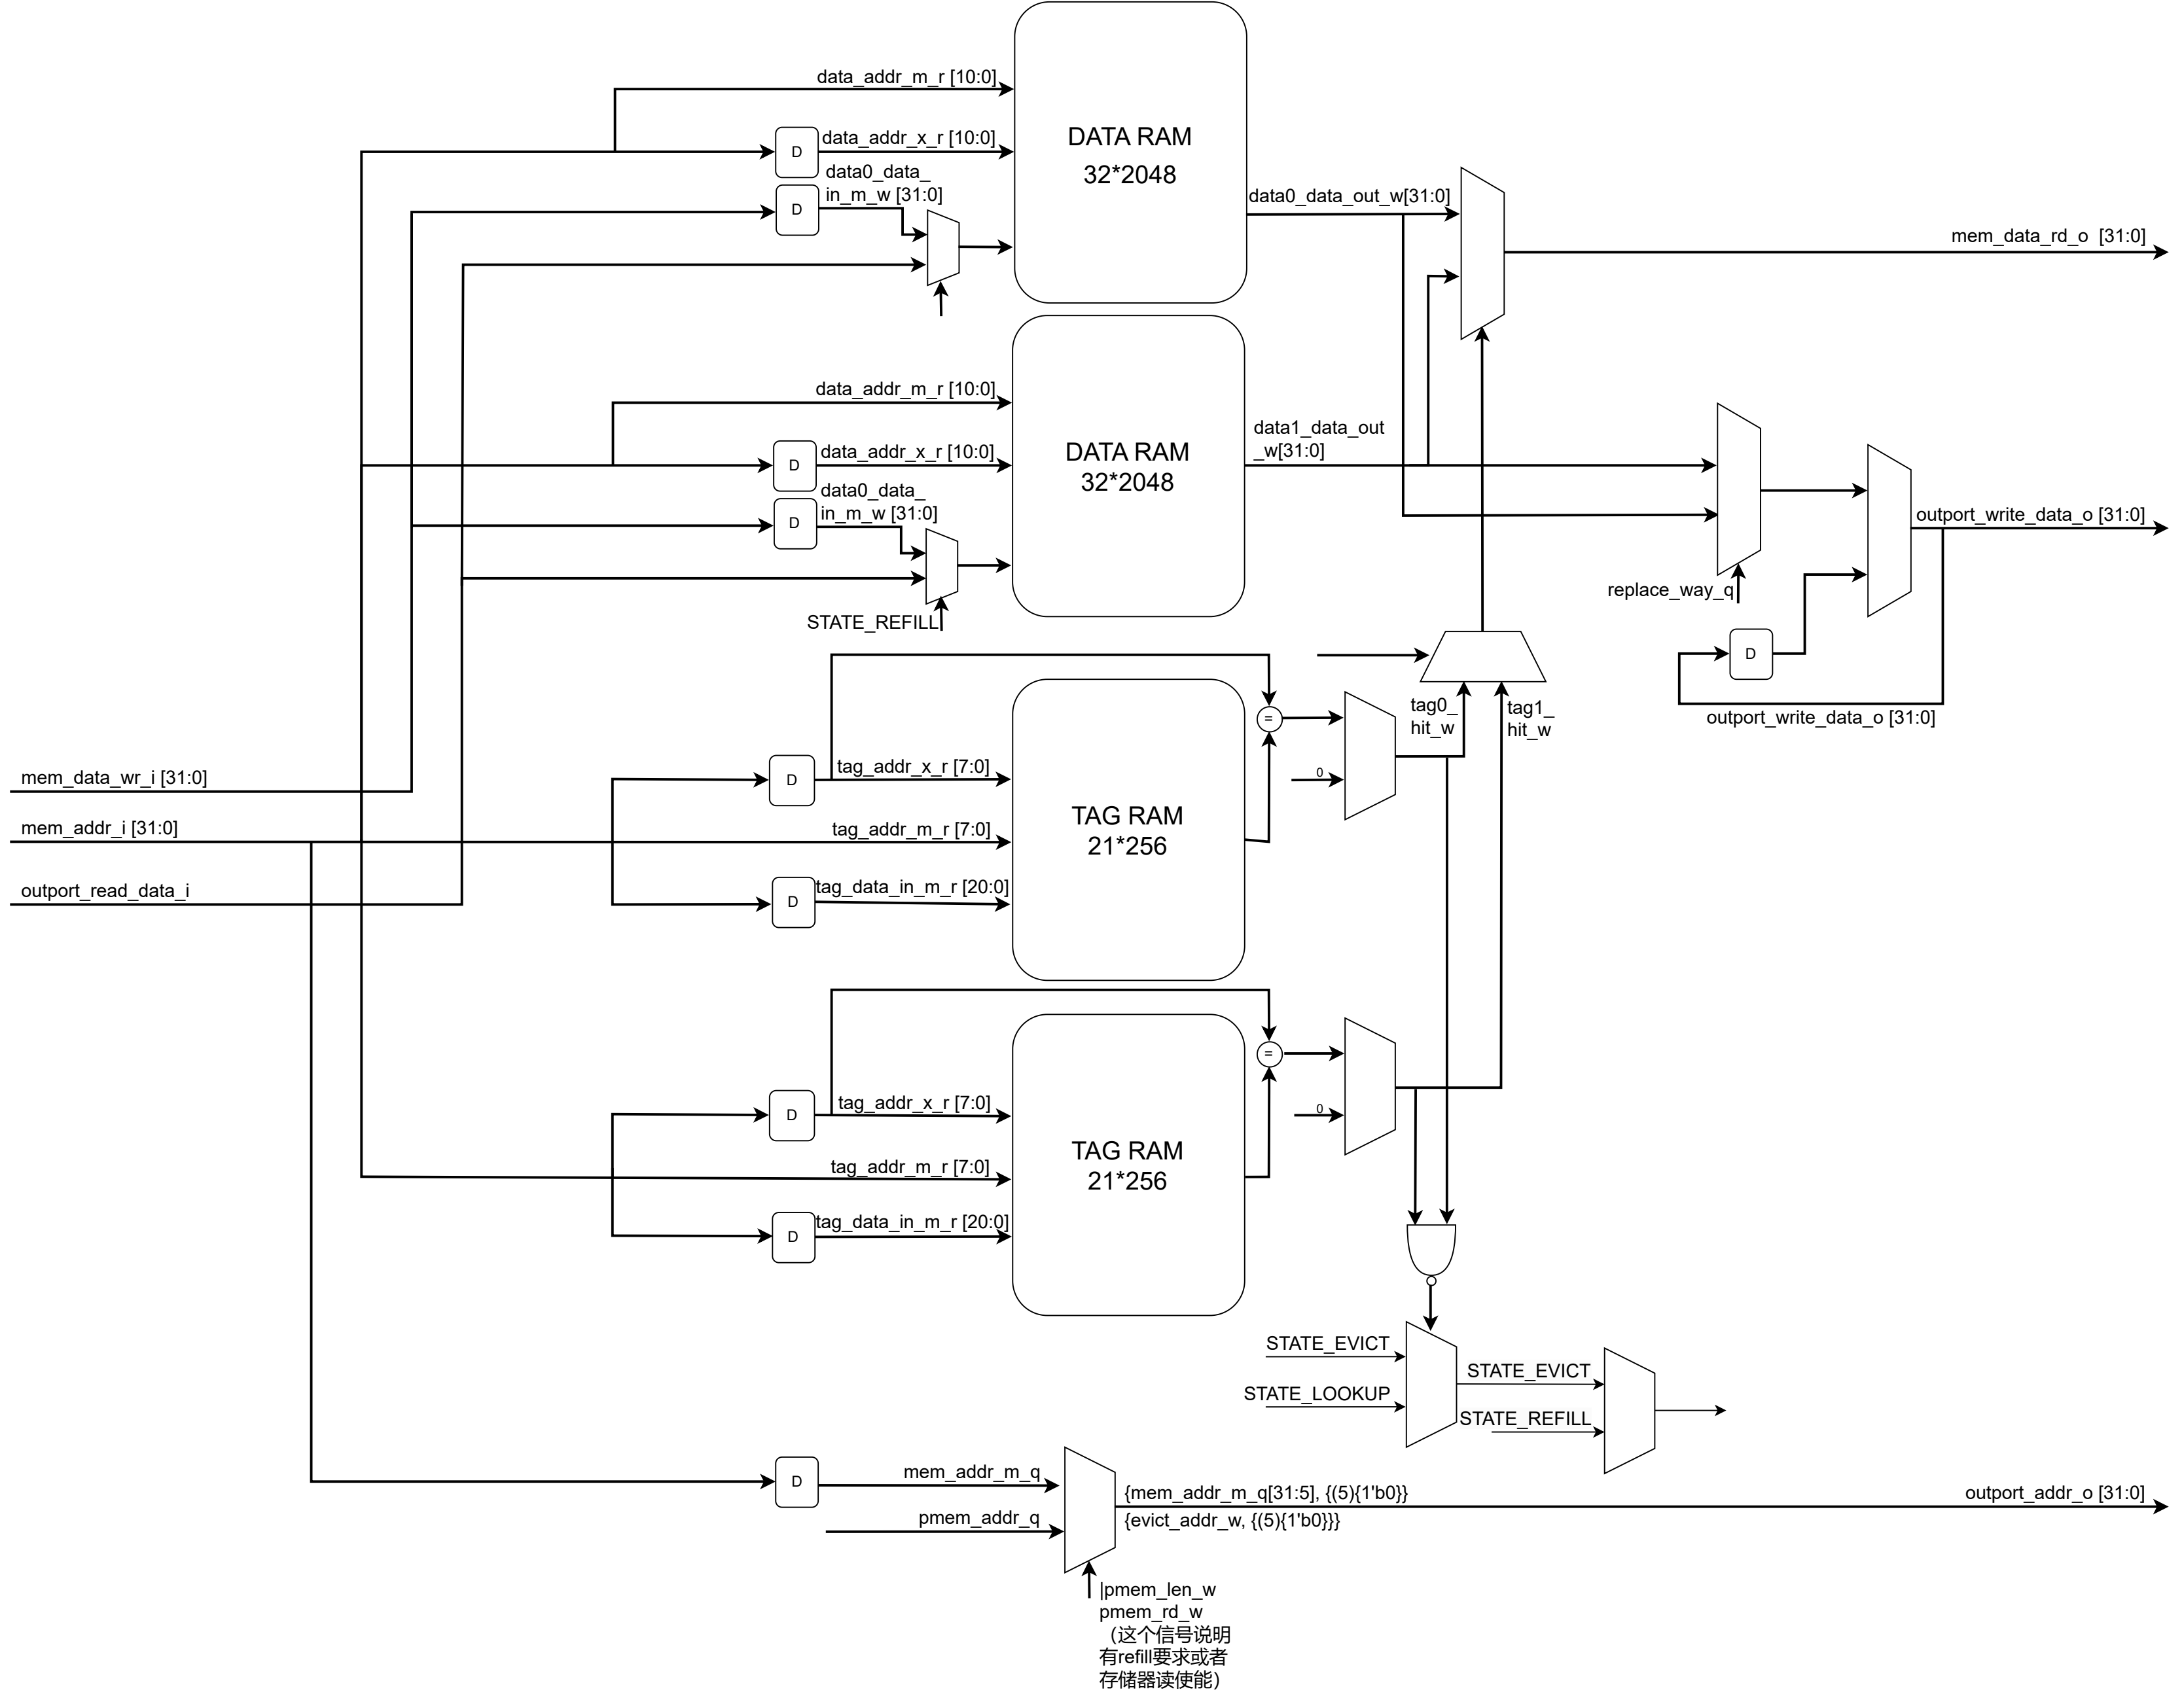 data_addr_m_r [10:0]
D
data_addr_x_r [10:0]
D
data0_data_
in_m_w [31:0]
DATA RAM
32*2048
data0_data_out_w[31:0]
mem_data_rd_o  [31:0]
data_addr_m_r [10:0]
D
data_addr_x_r [10:0]
D
data0_data_
in_m_w [31:0]
STATE_REFILL
DATA RAM
32*2048
data1_data_out
_w[31:0]
replace_way_q
outport_write_data_o [31:0]
D
outport_write_data_o [31:0]
mem_data_wr_i [31:0]
mem_addr_i [31:0]
outport_read_data_i
D
tag_addr_x_r [7:0]
tag_addr_m_r [7:0]
D
tag_data_in_m_r [20:0]
TAG RAM
21*256
=
0
tag0_
hit_w
tag1_
hit_w
D
tag_addr_x_r [7:0]
tag_addr_m_r [7:0]
D
tag_data_in_m_r [20:0]
TAG RAM
21*256
=
0
STATE_EVICT
STATE_LOOKUP
STATE_EVICT
STATE_REFILL
D
mem_addr_m_q
pmem_addr_q
{mem_addr_m_q[31:5], {(5){1'b0}}
{evict_addr_w, {(5){1'b0}}}
outport_addr_o [31:0]
|pmem_len_w
pmem_rd_w
（这个信号说明
有refill要求或者
存储器读使能）